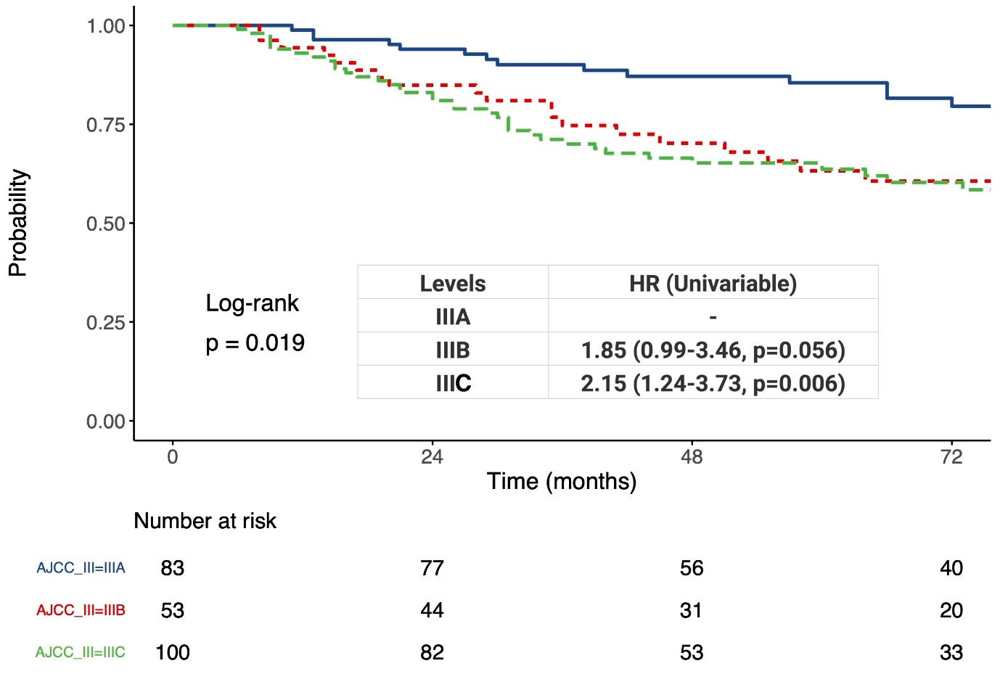 1.00
0.75
0.50
0.25
0.00
Probability
Log-rank
p = 0.019
Levels HR (Univariable)
IIIA -
IIIB 1.85 (0.99-3.46, p=0.056)
IIIC 2.15 (1.24-3.73, p=0.006)
0 24 48 72
Time (months)
Number at risk
AJCC_III=IIIA 83 77 56 40
AJCC_III=IIIB 53 44 31 20
AJCC_III=IIIC 100 82 53 33